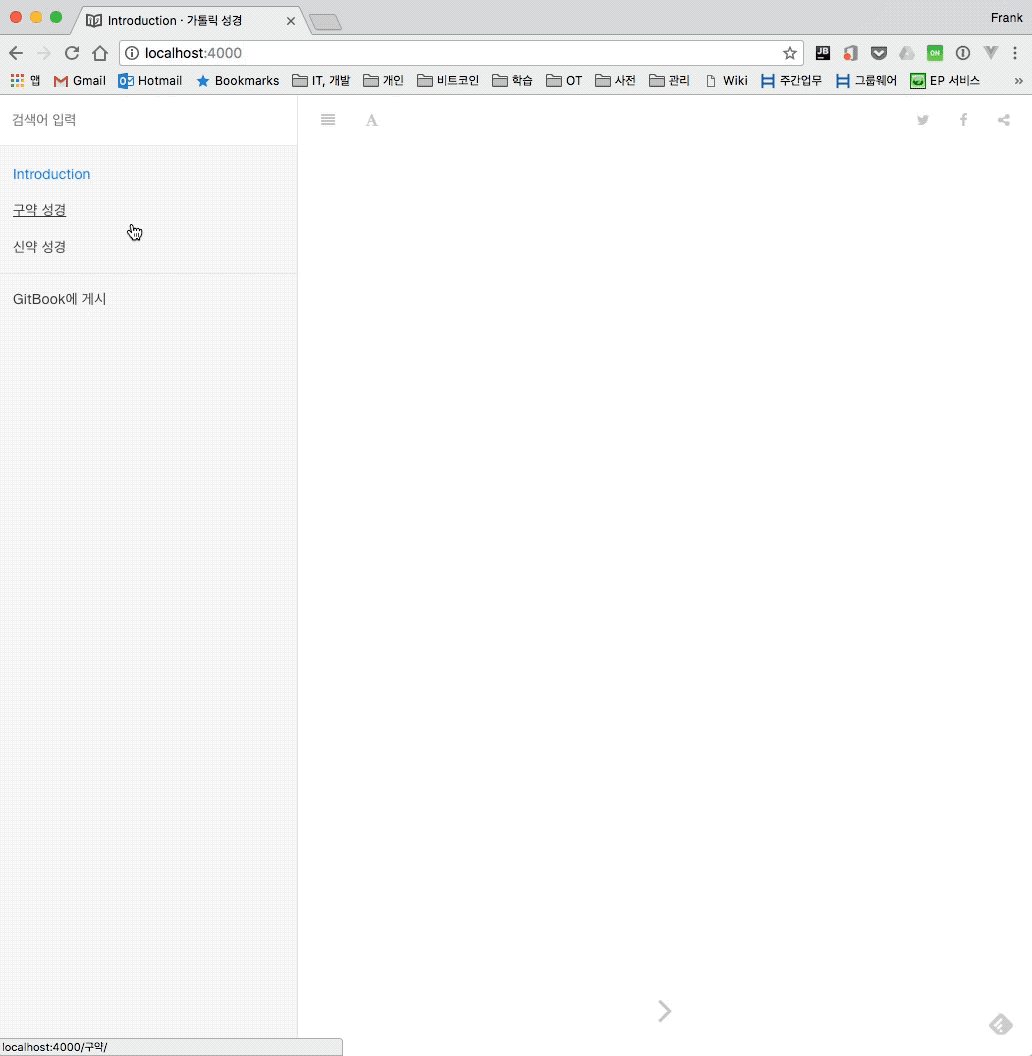 Introduction · 가톨릭 성경
Frank
localhost:4000
JB
ON
앱 Gmail Hotmail Bookmarks IT, 개발 개인 비트코인 학습 OT 사전 관리 Wiki 주간업무 그룹웨어 EP 서비스 »
검색어 입력
A
Introduction
구약 성경
신약 성경
GitBook에 게시
localhost:4000/구약/